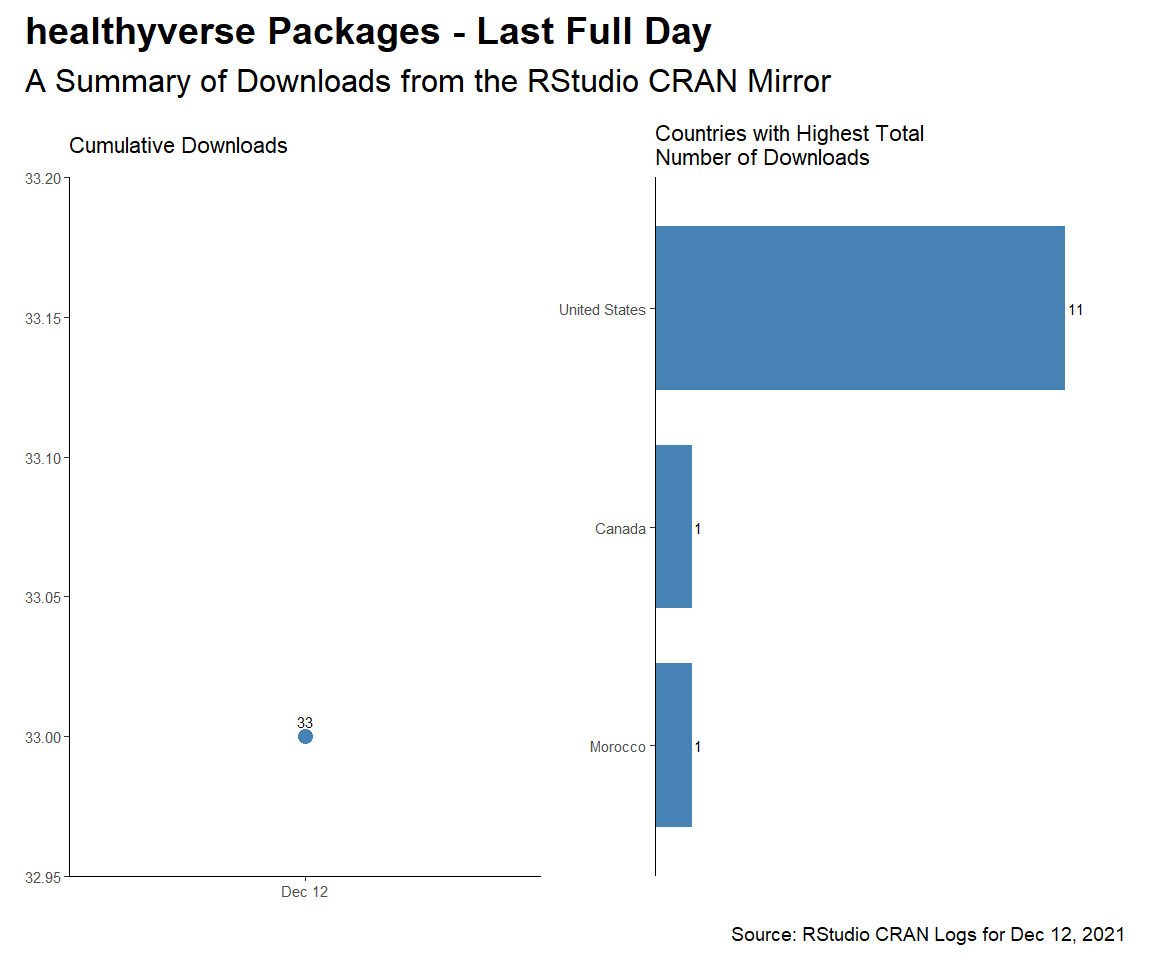 healthyverse Packages - Last Full Day
A Summary of Downloads from the RStudio CRAN Mirror
Cumulative Downloads
33.20
33.15
33.10
33.05
33.00
32.95
33
Dec 12
Countries with Highest Total
Number of Downloads
United States
11
Canada
1
Morocco
1
Source: RStudio CRAN Logs for Dec 12, 2021